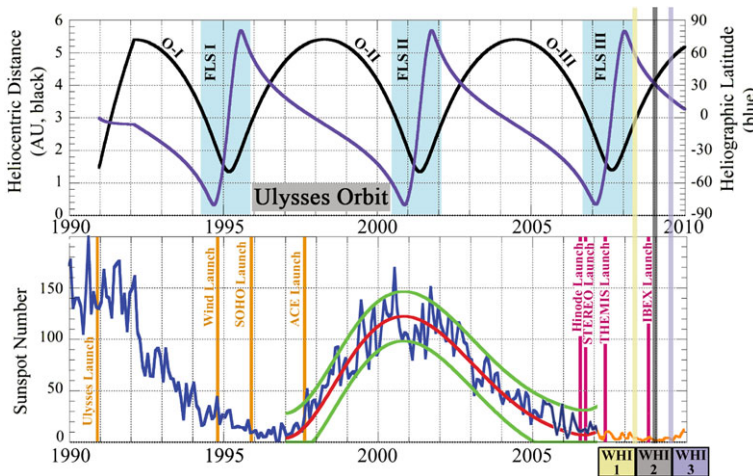 Heliocentric Distance
(AU, black)
6
5
4
3
2
1
0
O-I
FLS I
O-II
FLS II
O-III
FLS III
90
60
30
0
-30
-60
-90
Heliographic Latitude
(blue)
Ulysses Orbit
1990
1995
2000
2005
2010
Sunspot Number
150
100
50
0
Ulysses Launch
Wind Launch
SOHO Launch
ACE Launch
Hinode Launch
STEREO Launch
THEMIS Launch
IBEX Launch
1990
1995
2000
2005
WHI
1
WHI
2
WHI
3